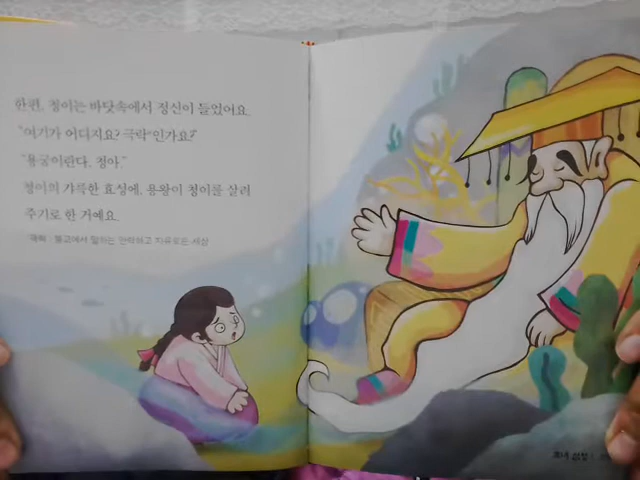 한편, 청이는 바닷속에서 정신이 들었어요.
"여기가 어디지요? 극락*인가요?"
"용궁이란다, 청아."
청이의 갸륵한 효성에, 용왕이 청이를 살려
주기로 한 거예요.
*극락 : 불교에서 말하는 안락하고 자유로운 세상
효녀 심청